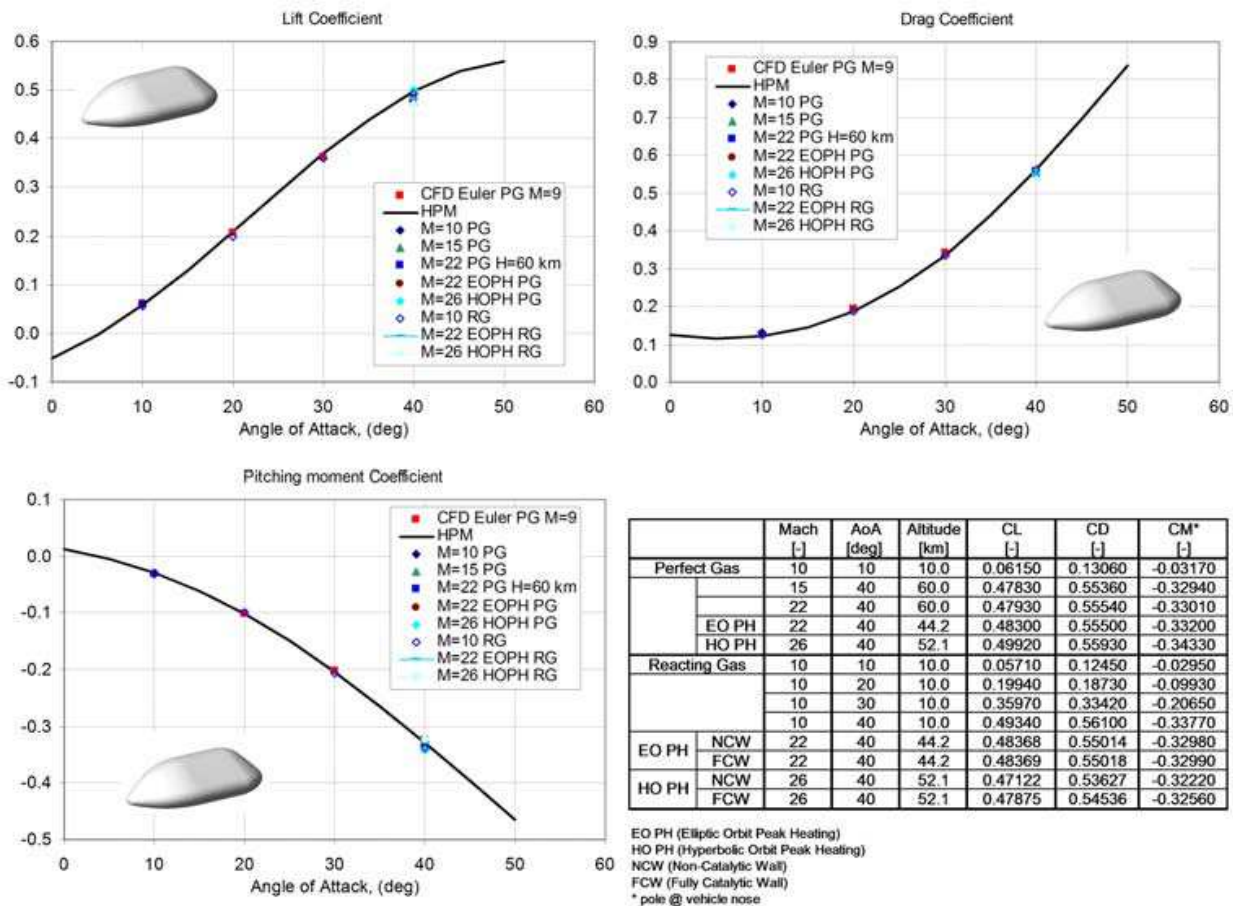 Lift Coefficient
0.6
0.5
0.4
0.3
0.2
0.1
0.0
-0.1
0 10 20 30 40 50 60
Angle of Attack, (deg)
CFD Euler PG M=9
HPM
M=10 PG
M=15 PG
M=22 PG H=60 km
M=22 EOPH PG
M=26 HOPH PG
M=10 RG
M=22 EOPH RG
M=26 HOPH RG
Drag Coefficient
0.9
0.8
0.7
0.6
0.5
0.4
0.3
0.2
0.1
0.0
0 10 20 30 40 50 60
Angle of Attack, (deg)
CFD Euler PG M=9
HPM
M=10 PG
M=15 PG
M=22 PG H=60 km
M=22 EOPH PG
M=26 HOPH PG
M=10 RG
M=22 EOPH RG
M=26 HOPH RG
Pitching moment Coefficient
0.1
0.0
-0.1
-0.2
-0.3
-0.4
-0.5
0 10 20 30 40 50 60
Angle of Attack, (deg)
CFD Euler PG M=9
HPM
M=10 PG
M=15 PG
M=22 PG H=60 km
M=22 EOPH PG
M=26 HOPH PG
M=10 RG
M=22 EOPH RG
M=26 HOPH RG
Mach AoA Altitude CL CD CM*
[-] [deg] [km] [-] [-] [-]
Perfect Gas 10 10 10.0 0.06150 0.13060 -0.03170
15 40 60.0 0.47830 0.55360 -0.32940
22 40 60.0 0.47930 0.55540 -0.33010
EO PH 22 40 44.2 0.48300 0.55500 -0.33200
HO PH 26 40 52.1 0.49920 0.55930 -0.34330
Reacting Gas 10 10 10.0 0.05710 0.12450 -0.02950
10 20 10.0 0.19940 0.18730 -0.09930
10 30 10.0 0.35970 0.33420 -0.20650
10 40 10.0 0.49340 0.56100 -0.33770
EO PH NCW 22 40 44.2 0.48368 0.55014 -0.32980
FCW 22 40 44.2 0.48369 0.55018 -0.32990
HO PH NCW 26 40 52.1 0.47122 0.53627 -0.32220
FCW 26 40 52.1 0.47875 0.54536 -0.32560
EO PH (Elliptic Orbit Peak Heating)
HO PH (Hyperbolic Orbit Peak Heating)
NCW (Non-Catalytic Wall)
FCW (Fully Catalytic Wall)
* pole @ vehicle nose